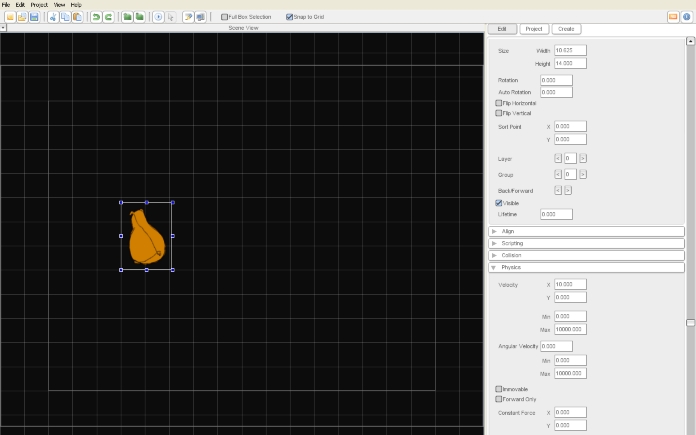 File Edit Project View Help
Full Box Selection Snap to Grid
Scene View
Edit Project Create
Size Width 10.625
Height 14.000
Rotation 0.000
Auto Rotation 0.000
Flip Horizontal
Flip Vertical
Sort Point X 0.000
Y 0.000
Layer < 0 >
Group < 0 >
Back/Forward < >
Visible
Lifetime 0.000
Align
Scripting
Collision
Physics
Velocity X 10.000
Y 0.000
Min 0.000
Max 10000.000
Angular Velocity 0.000
Min 0.000
Max 10000.000
Immovable
Forward Only
Constant Force X 0.000
Y 0.000